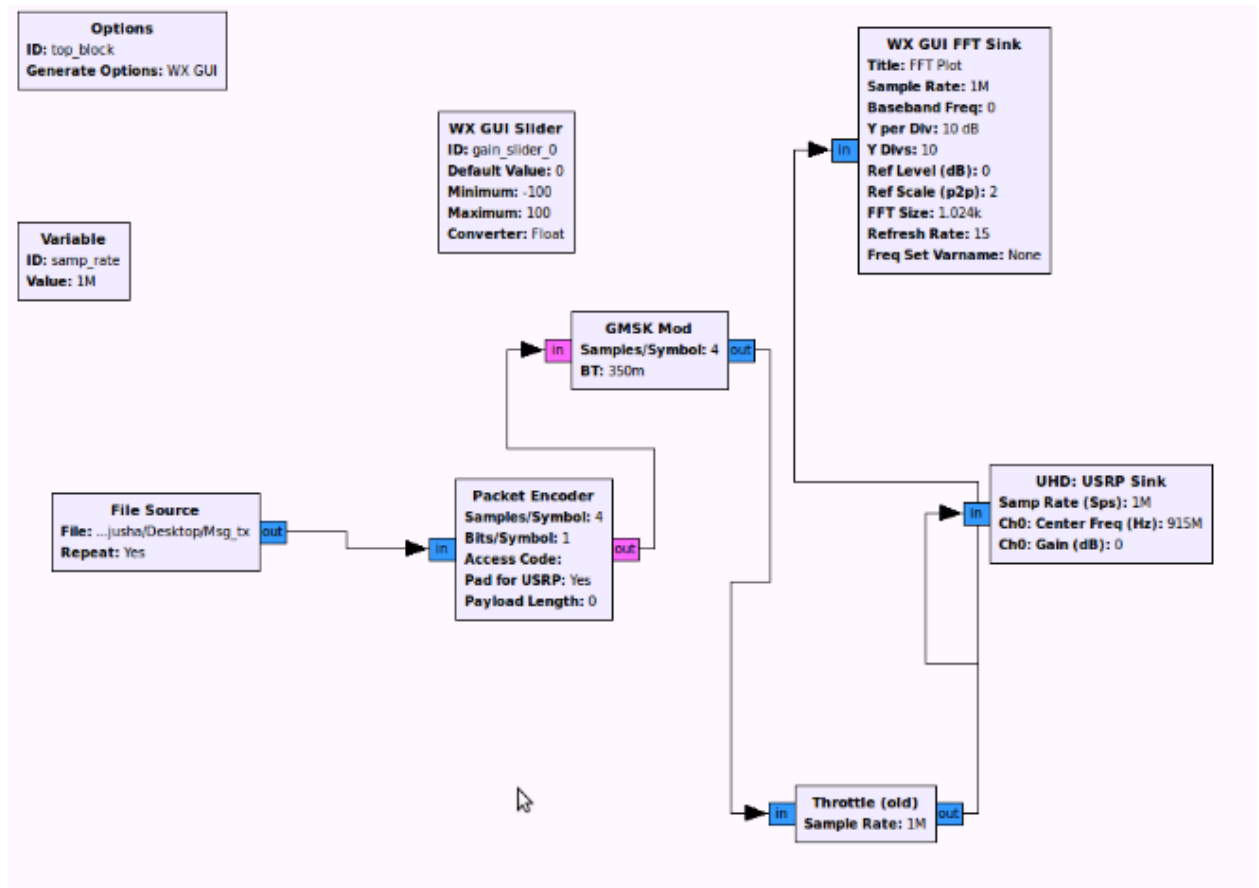 Options
ID: top_block
Generate Options: WX GUI
WX GUI FFT Sink
Title: FFT Plot
Sample Rate: 1M
Baseband Freq: 0
Y per Div: 10 dB
Y Divs: 10
Ref Level (dB): 0
Ref Scale (p2p): 2
FFT Size: 1.024k
Refresh Rate: 15
Freq Set Varname: None
in
WX GUI Slider
ID: gain_slider_0
Default Value: 0
Minimum: -100
Maximum: 100
Converter: Float
Variable
ID: samp_rate
Value: 1M
GMSK Mod
Samples/Symbol: 4
BT: 350m
in
out
UHD: USRP Sink
Samp Rate (Sps): 1M
Ch0: Center Freq (Hz): 915M
Ch0: Gain (dB): 0
in
File Source
File: ...jusha/Desktop/Msg_tx
Repeat: Yes
out
Packet Encoder
Samples/Symbol: 4
Bits/Symbol: 1
Access Code:
Pad for USRP: Yes
Payload Length: 0
in
out
Throttle (old)
Sample Rate: 1M
in
out